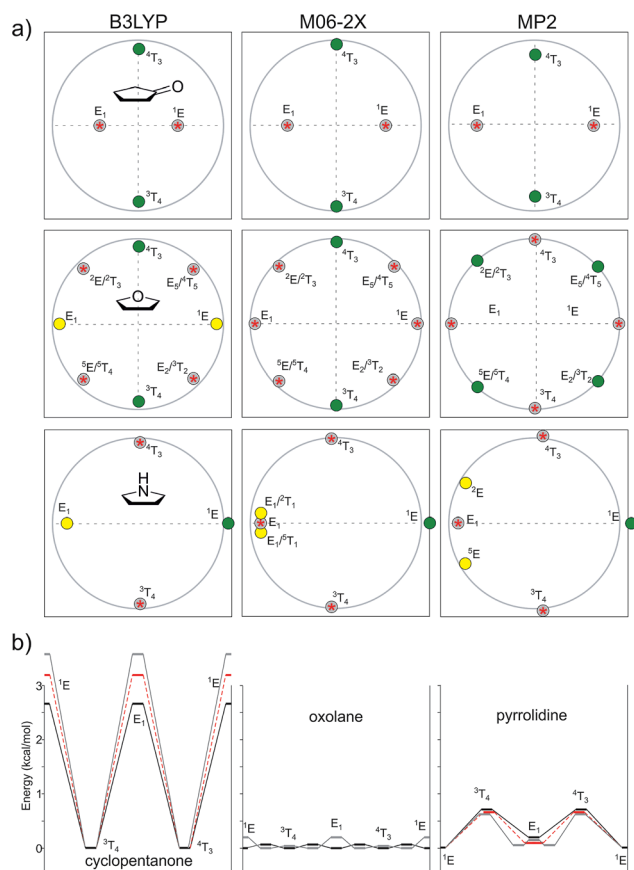 a)
B3LYP M06-2X MP2
⁴T₃ ⁴T₃ ⁴T₃
O
E₁ ¹E E₁ ¹E E₁ ¹E
³T₄ ³T₄ ³T₄
⁴T₃ ⁴T₃ ⁴T₃
²E/²T₃ E₅/⁴T₅ ²E/²T₃ E₅/⁴T₅ ²E/²T₃ E₅/⁴T₅
O
E₁ ¹E E₁ ¹E E₁ ¹E
⁵E/⁵T₄ E₂/³T₂ ⁵E/⁵T₄ E₂/³T₂ ⁵E/⁵T₄ E₂/³T₂
³T₄ ³T₄ ³T₄
⁴T₃ ⁴T₃ ⁴T₃
H
N
E₁/²T₁ ²E
E₁ ¹E E₁ ¹E E₁ ¹E
E₁/⁵T₁ ⁵E
³T₄ ³T₄ ³T₄
b)
Energy (kcal/mol)
3
2
1
0
¹E E₁ ¹E
³T₄ ⁴T₃
cyclopentanone
oxolane
¹E ³T₄ E₁ ⁴T₃ ¹E
pyrrolidine
³T₄ E₁ ⁴T₃
¹E ¹E